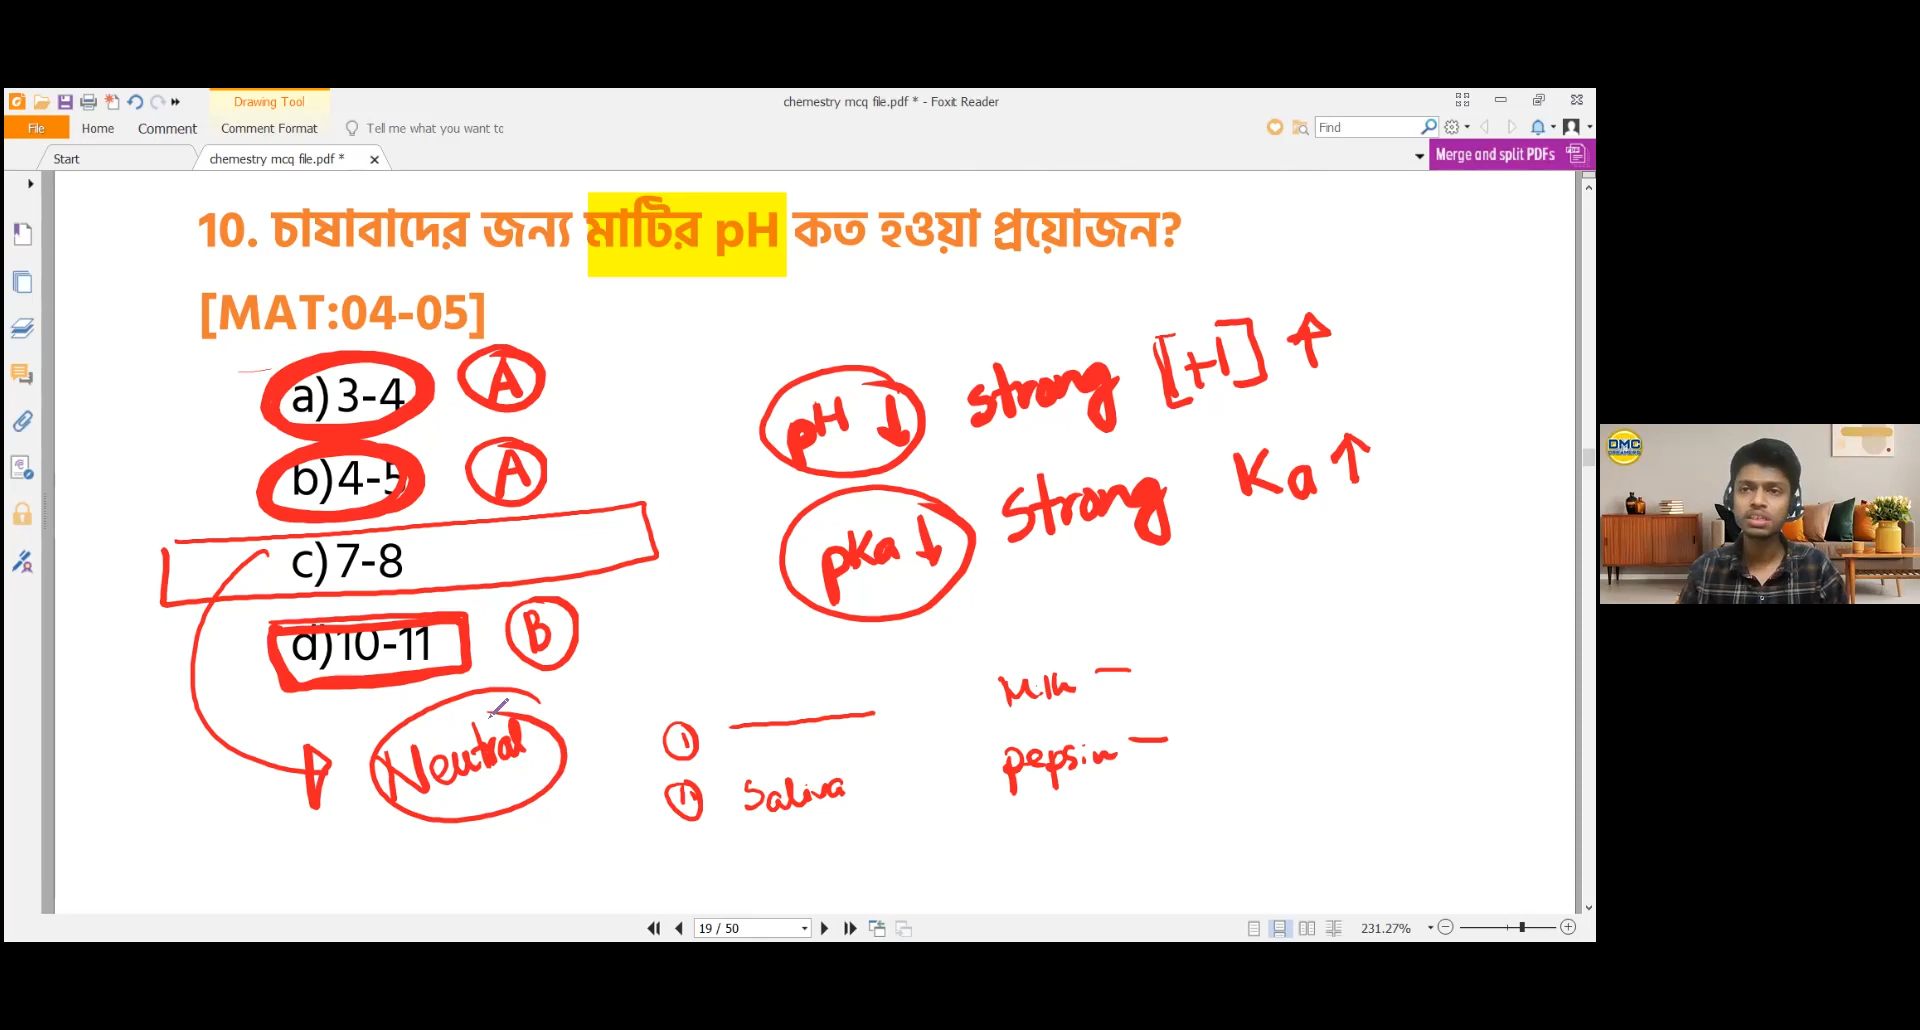 Drawing Tool
chemestry mcq file.pdf * - Foxit Reader
File Home Comment Comment Format Tell me what you want to
Find
Start chemestry mcq file.pdf *
Merge and split PDFs
10. চাষাবাদের জন্য মাটির pH কত হওয়া প্রয়োজন?
[MAT:04-05]
a) 3-4 A
b) 4-5 A
c) 7-8
d) 10-11 B
pH ↓ strong [H] ↑
pKa ↓ strong Ka ↑
Neutral
Milk —
pepsin —
Saliva
19 / 50
231.27%
DMC
DREAMERS